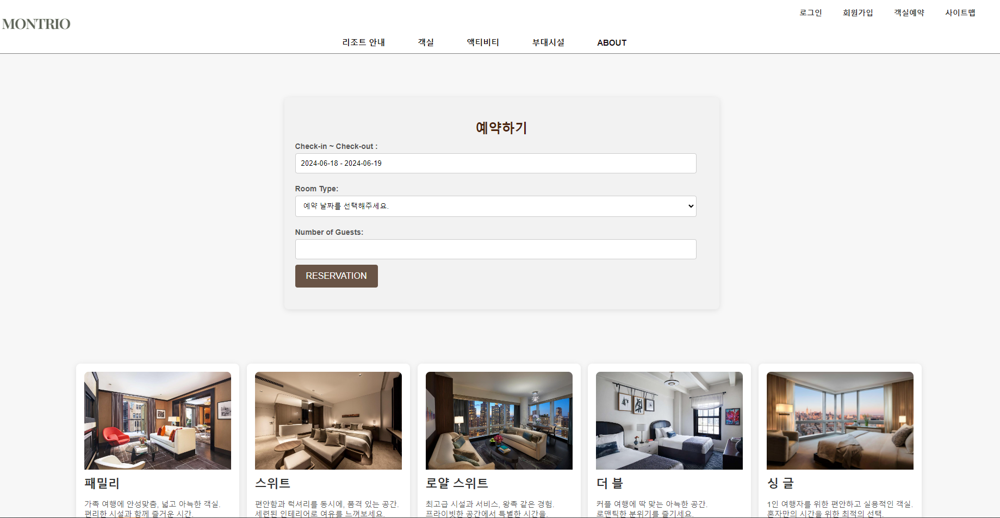 로그인 회원가입 객실예약 사이트맵
MONTRIO
리조트 안내 객실 액티비티 부대시설 ABOUT
예약하기
Check-in ~ Check-out :
2024-06-18 - 2024-06-19
Room Type:
예약 날짜를 선택해주세요.
Number of Guests:
RESERVATION
패밀리
가족 여행에 안성맞춤, 넓고 아늑한 객실.
편리한 시설과 함께 즐거운 시간.
스위트
편안함과 럭셔리를 동시에, 품격 있는 공간.
세련된 인테리어로 여유를 느껴보세요.
로얄 스위트
최고급 시설과 서비스, 왕족 같은 경험.
프라이빗한 공간에서 특별한 시간을.
더 블
커플 여행에 딱 맞는 아늑한 공간.
로맨틱한 분위기를 즐기세요.
싱 글
1인 여행자를 위한 편안하고 실용적인 객실.
혼자만의 시간을 위한 최적의 선택.